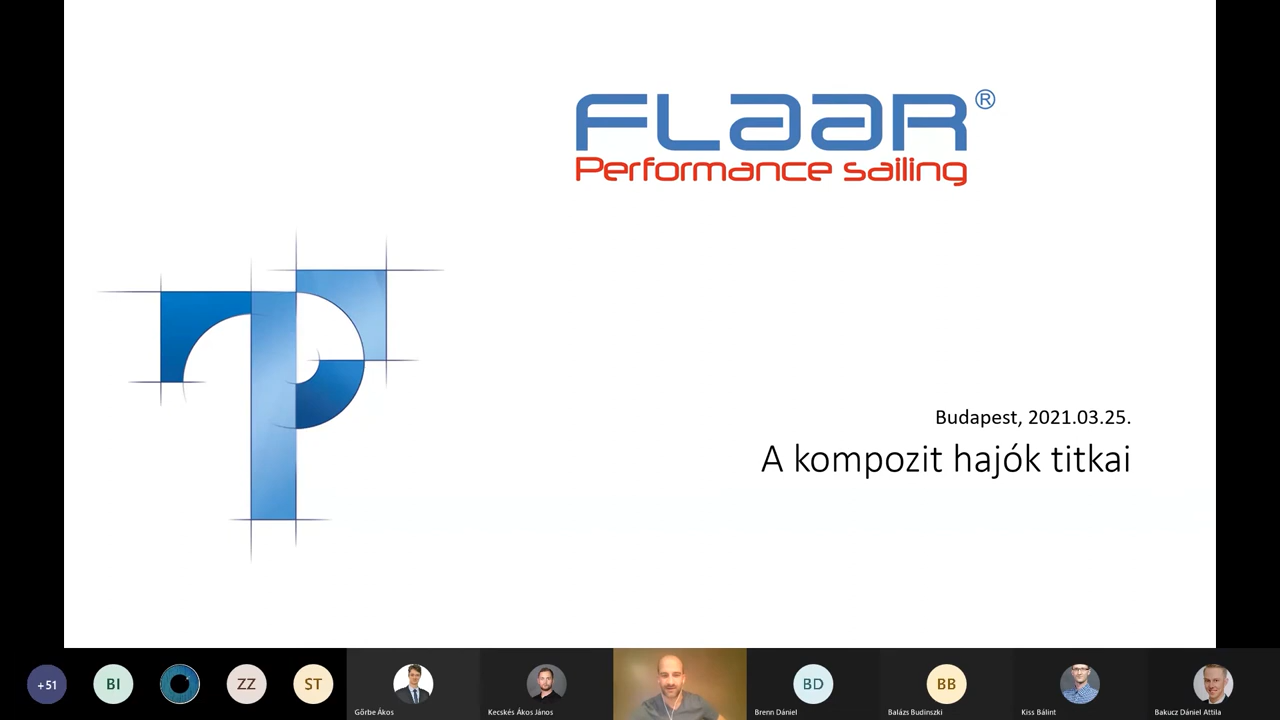 FLaaR®
Performance sailing
Budapest, 2021.03.25.
A kompozit hajók titkai
+51
BI
ZZ
ST
BD
BB
Gőrbe Ákos
Kecskés Ákos János
Brenn Dániel
Balázs Budinszki
Kiss Bálint
Bakucz Dániel Attila